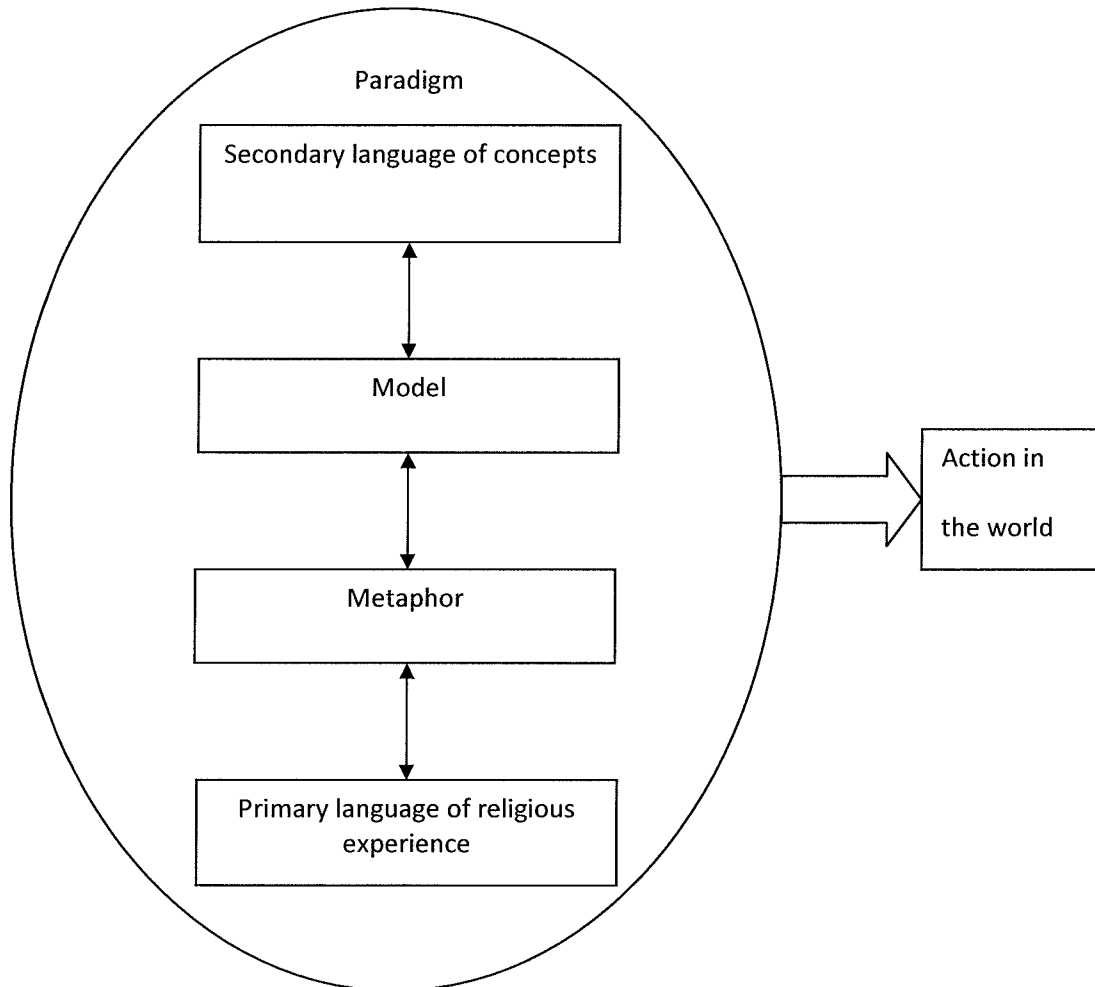 Paradigm
Secondary language of concepts
Model
Action in
the world
Metaphor
Primary language of religious
experience